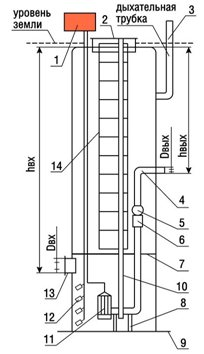 уровень
земли
дыхательная
трубка
1
2
3
hвх
Dвых
hвых
14
4
5
6
7
Dвх
13
12
11
10
8
9